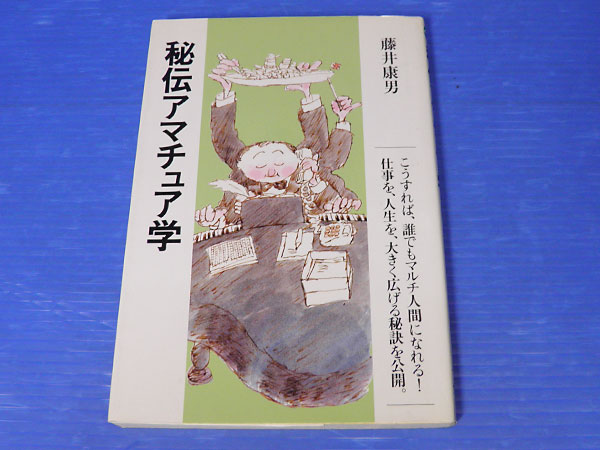 藤井康男
こうすれば、誰でもマルチ人間になれる！
仕事を、人生を、大きく広げる秘訣を公開。
秘伝アマチュア学